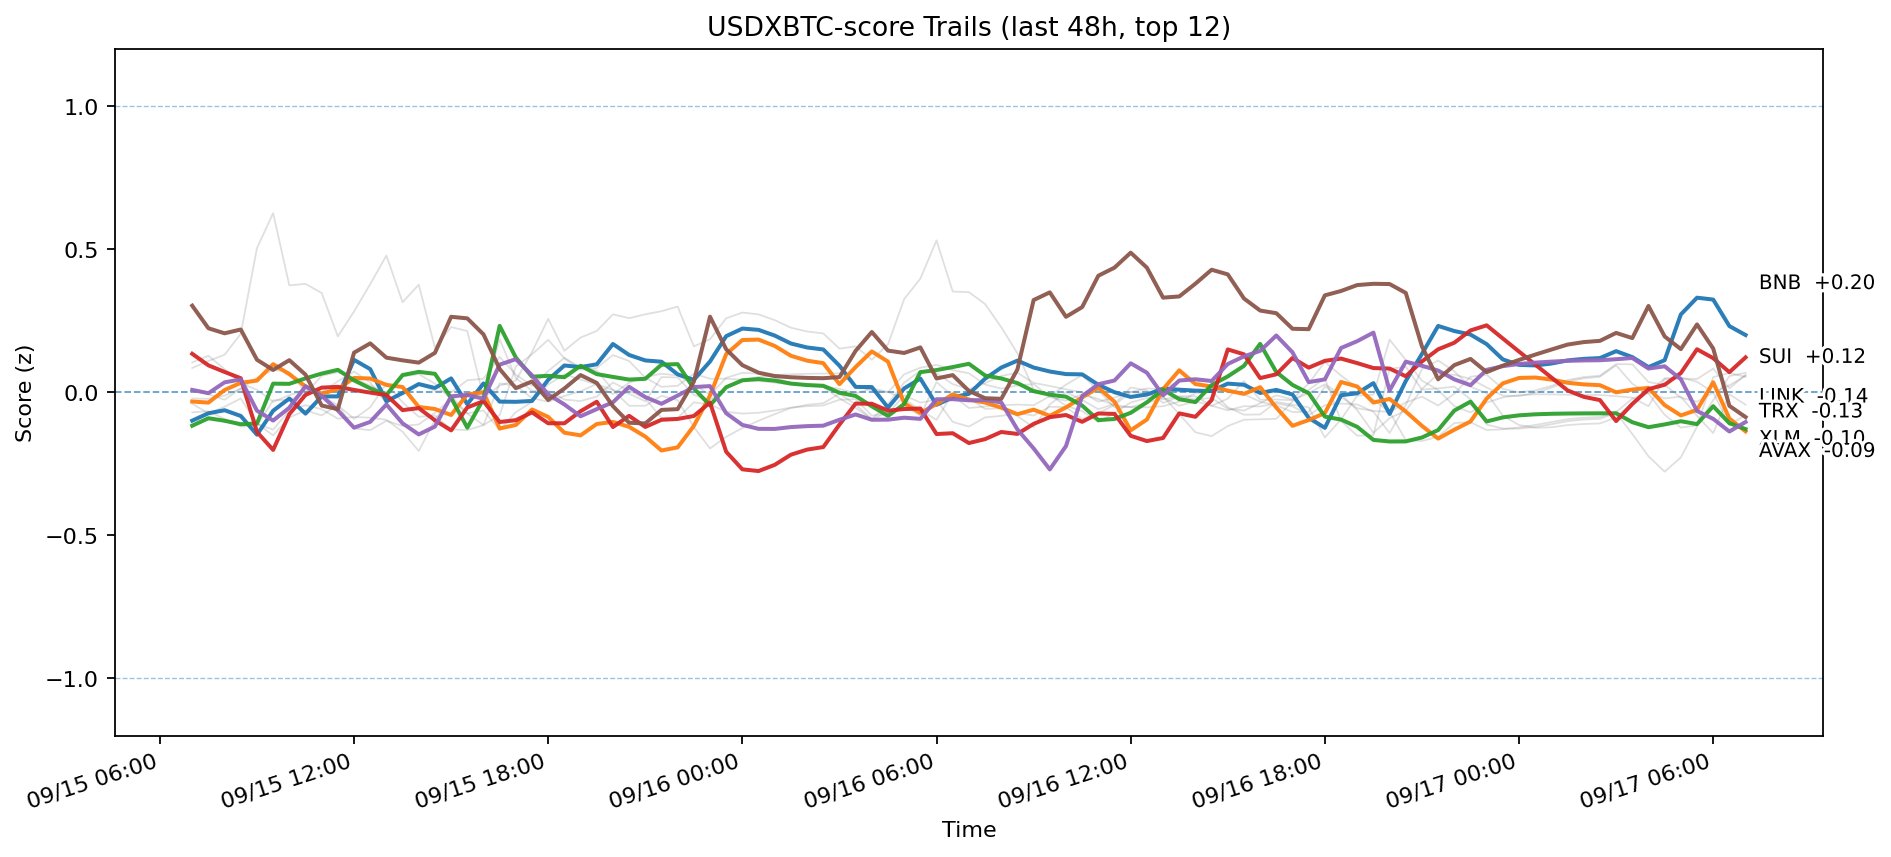 USDXBTC-score Trails (last 48h, top 12)
Score (z)
1.0
0.5
0.0
−0.5
−1.0
BNB +0.20
SUI +0.12
LINK -0.14
TRX -0.13
XLM -0.10
AVAX -0.09
09/15 06:00
09/15 12:00
09/15 18:00
09/16 00:00
09/16 06:00
09/16 12:00
09/16 18:00
09/17 00:00
09/17 06:00
Time